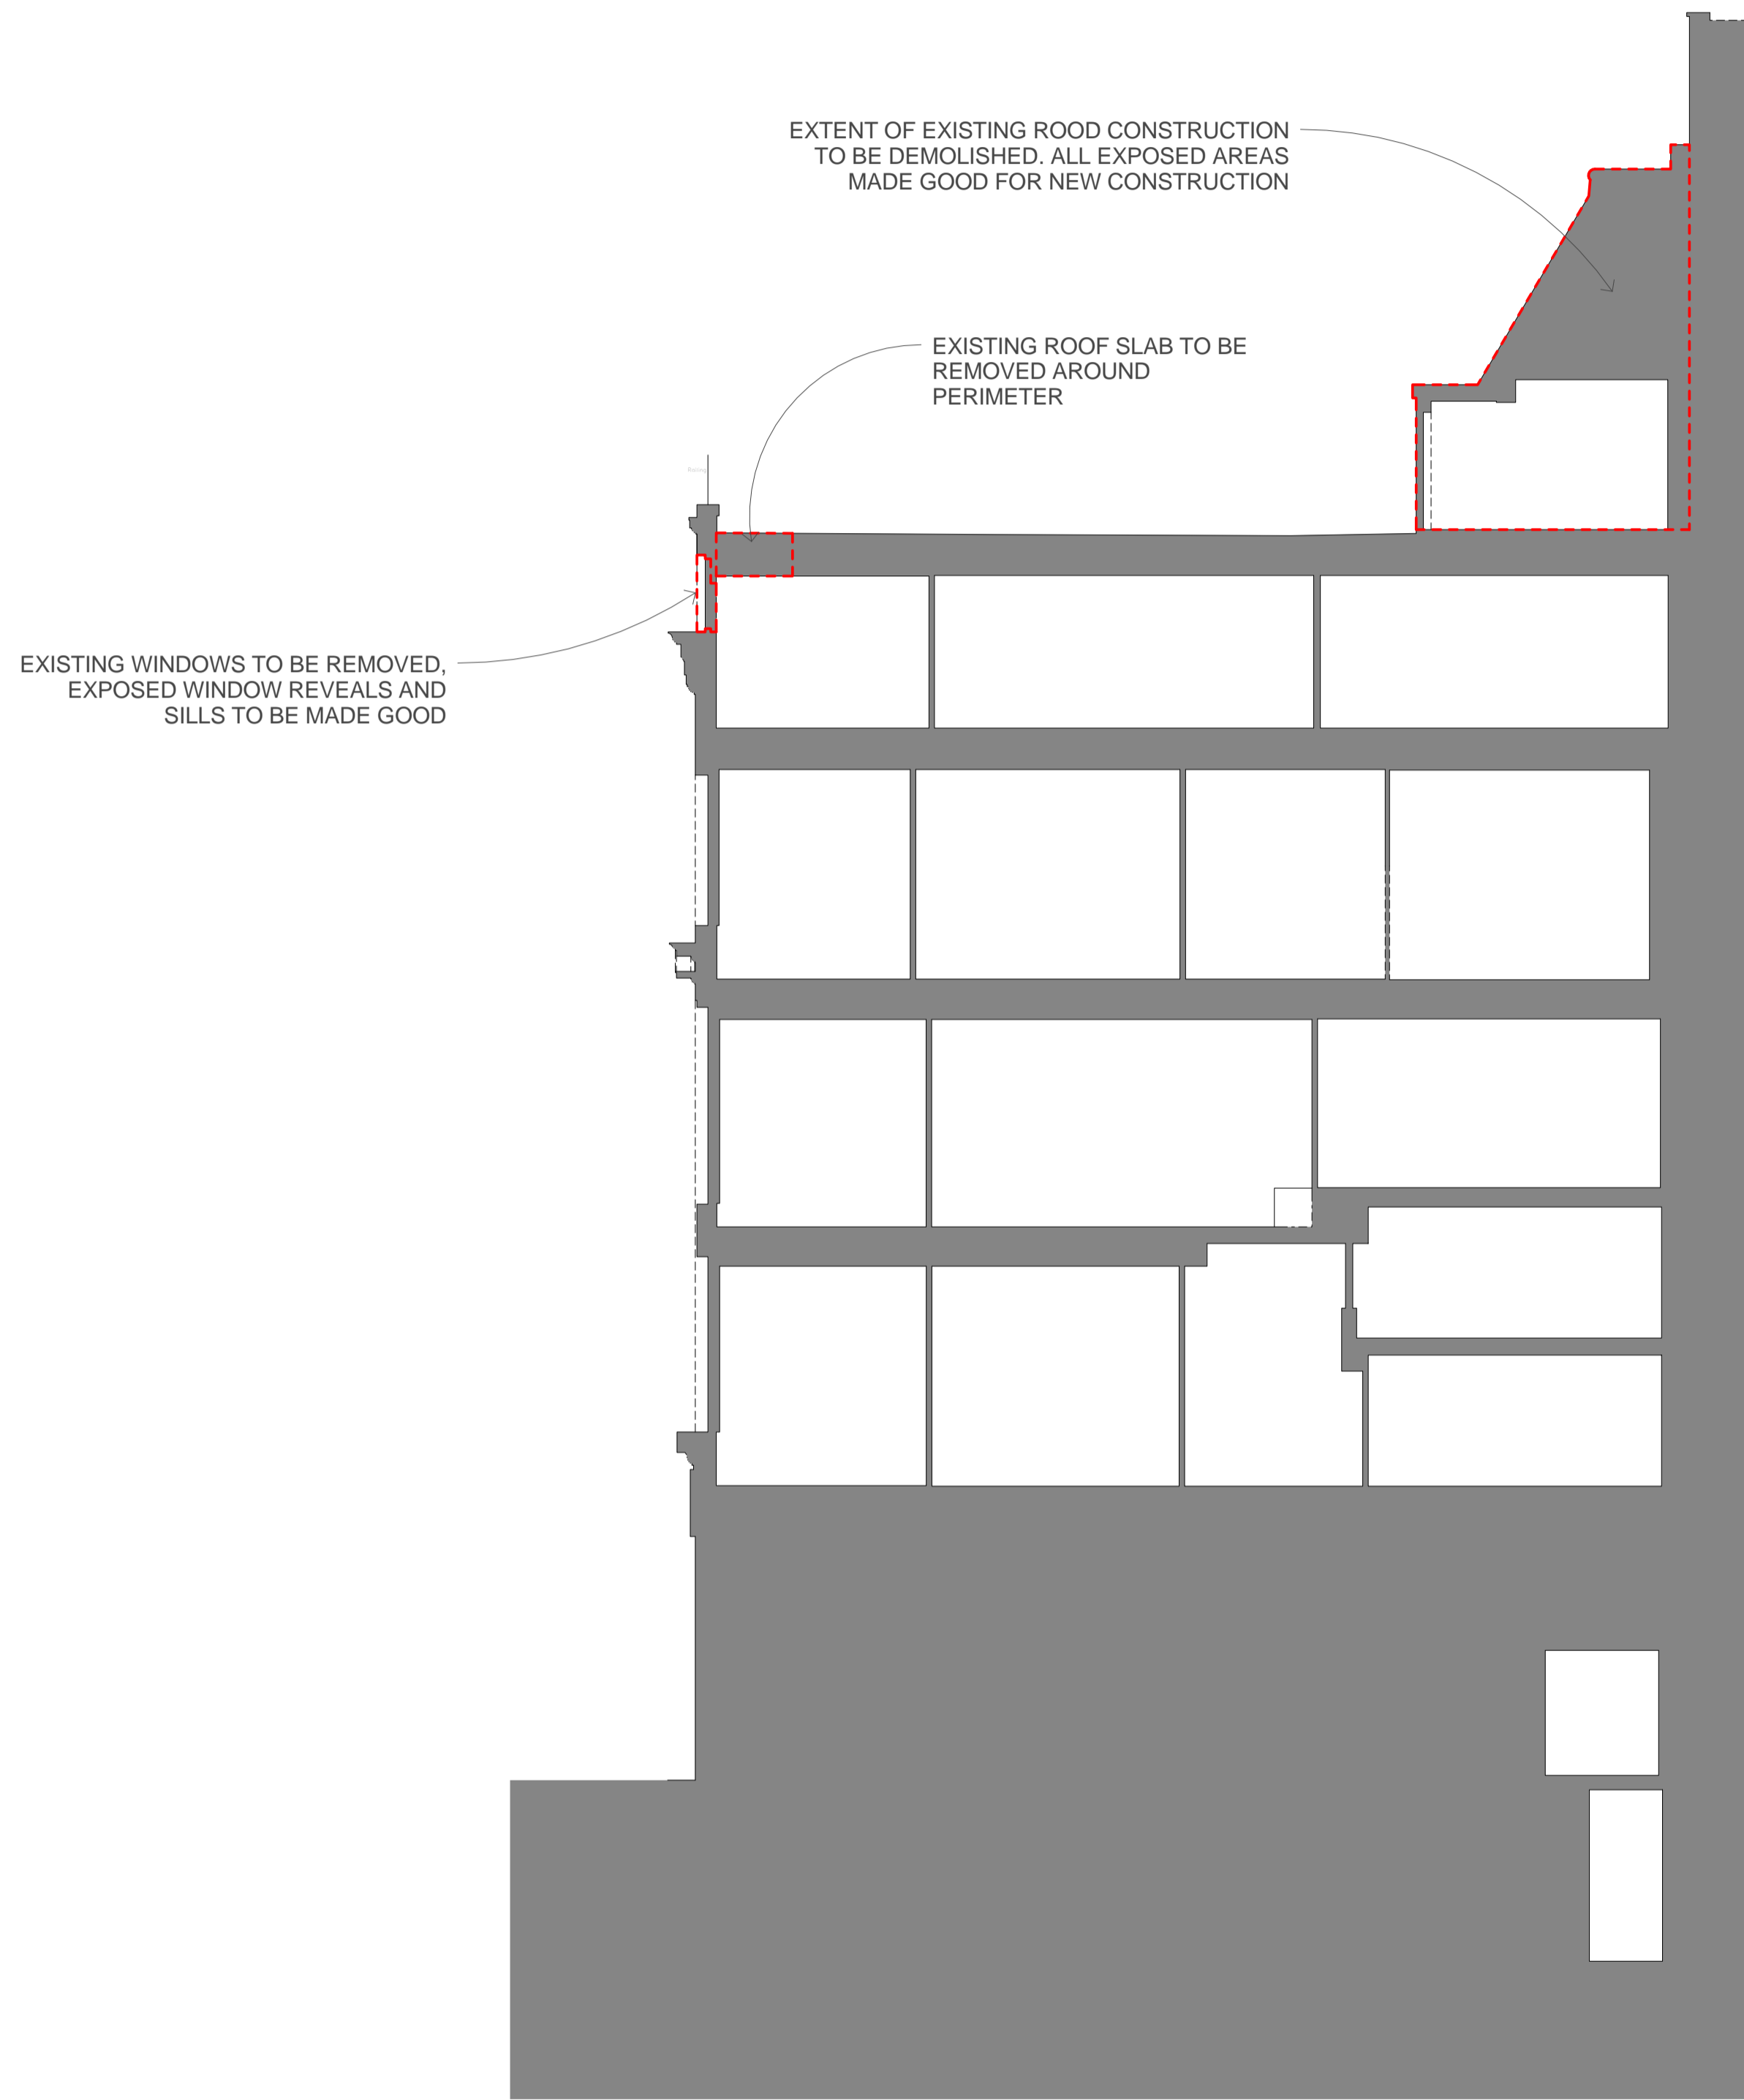 EXTENT OF EXISTING ROOD CONSTRUCTION
TO BE DEMOLISHED. ALL EXPOSED AREAS
MADE GOOD FOR NEW CONSTRUCTION
EXISTING ROOF SLAB TO BE
REMOVED AROUND
PERIMETER
EXISTING WINDOWS TO BE REMOVED,
EXPOSED WINDOW REVEALS AND
SILLS TO BE MADE GOOD